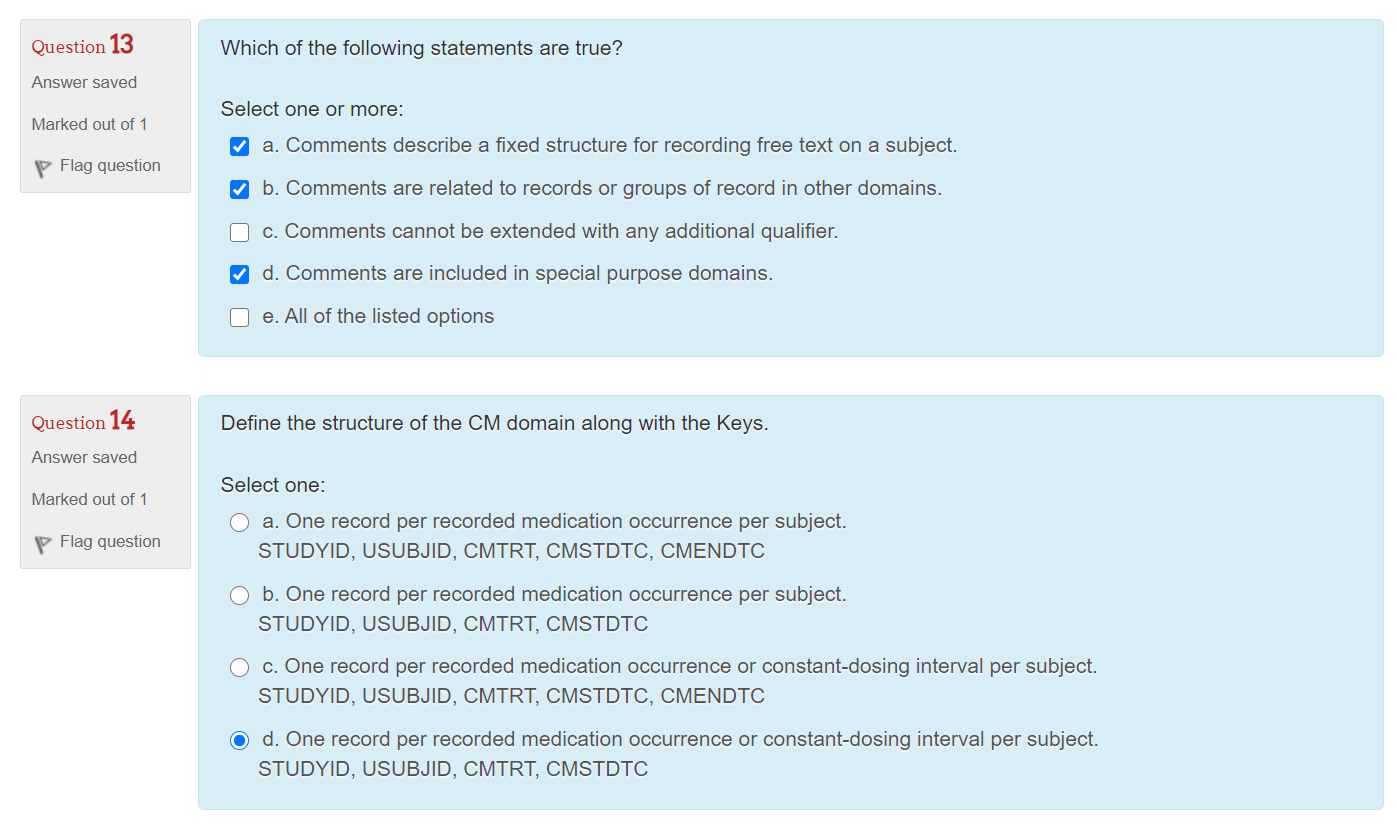 Question 13
Answer saved
Marked out of 1
Flag question
Which of the following statements are true?
Select one or more:
a. Comments describe a fixed structure for recording free text on a subject.
b. Comments are related to records or groups of record in other domains.
c. Comments cannot be extended with any additional qualifier.
d. Comments are included in special purpose domains.
e. All of the listed options
Question 14
Answer saved
Marked out of 1
Flag question
Define the structure of the CM domain along with the Keys.
Select one:
a. One record per recorded medication occurrence per subject.
STUDYID, USUBJID, CMTRT, CMSTDTC, CMENDTC
b. One record per recorded medication occurrence per subject.
STUDYID, USUBJID, CMTRT, CMSTDTC
c. One record per recorded medication occurrence or constant-dosing interval per subject.
STUDYID, USUBJID, CMTRT, CMSTDTC, CMENDTC
d. One record per recorded medication occurrence or constant-dosing interval per subject.
STUDYID, USUBJID, CMTRT, CMSTDTC